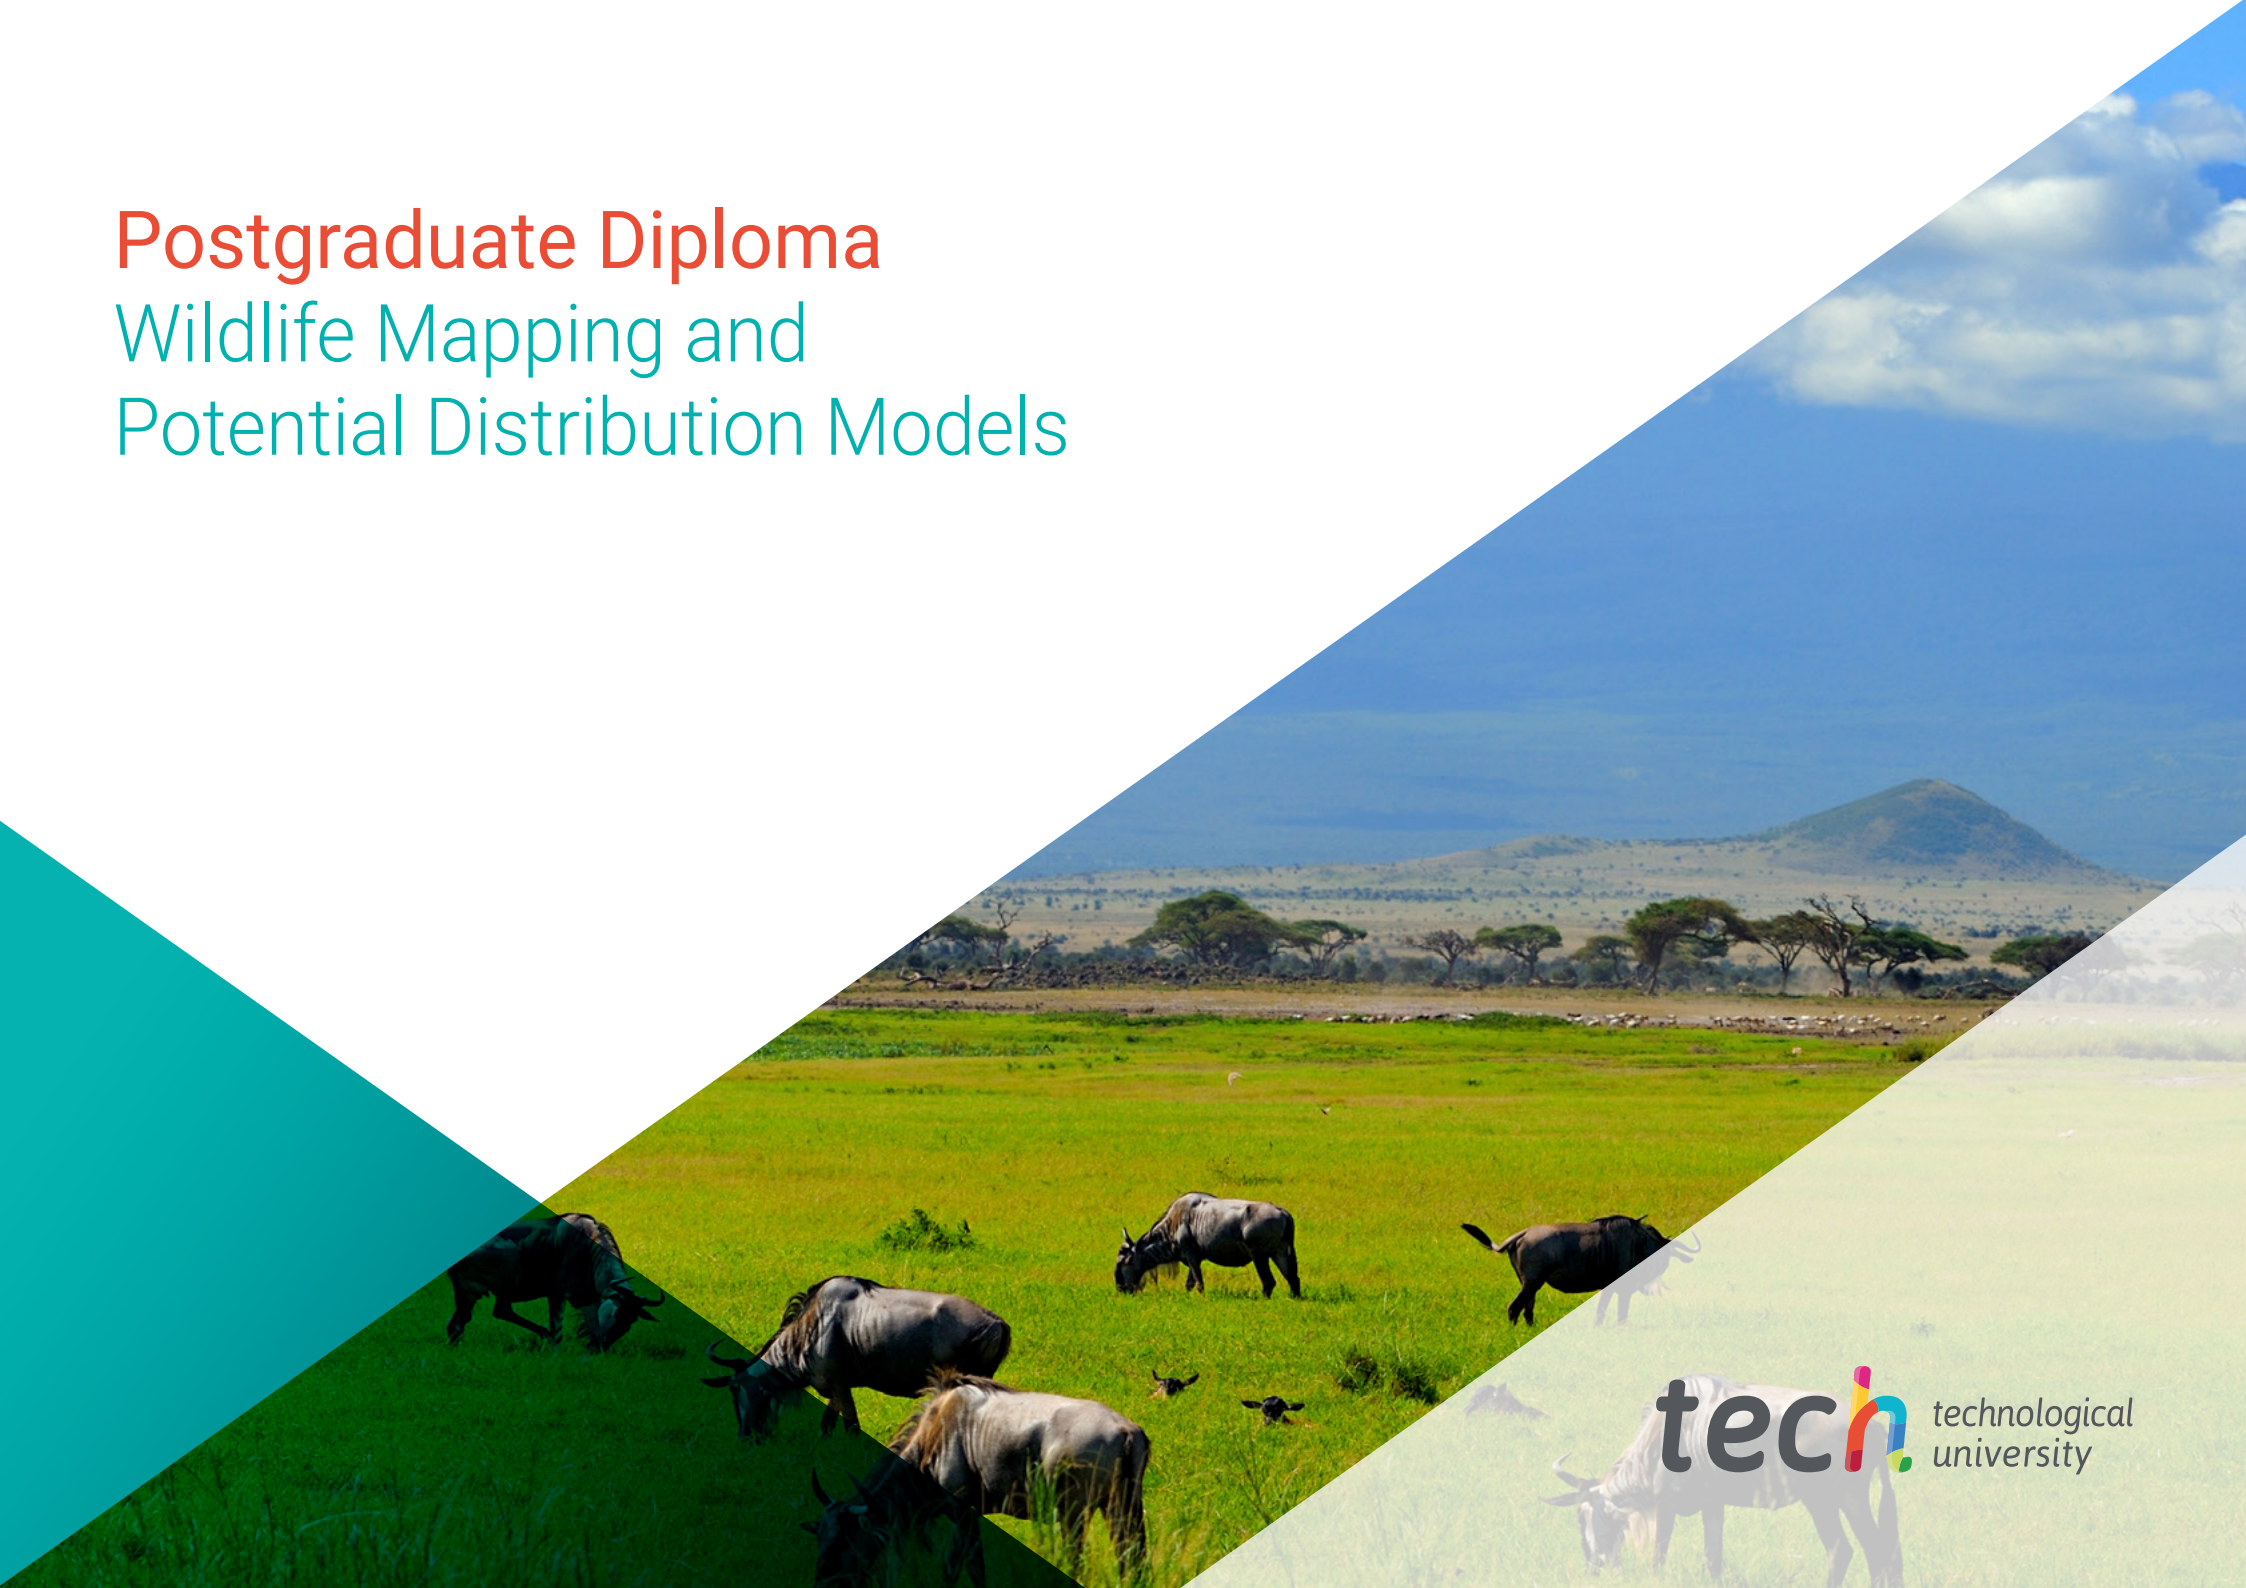 Postgraduate Diploma
Wildlife Mapping and
Potential Distribution Models
tech technological
university